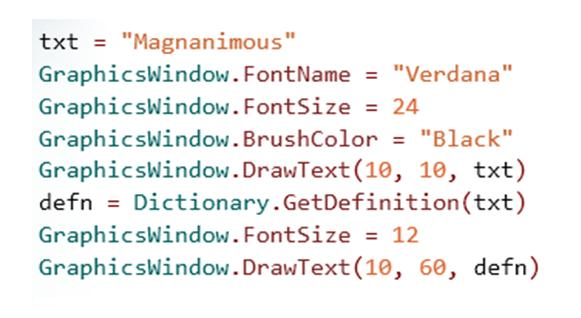 txt = "Magnanimous"
GraphicsWindow.FontName = "Verdana"
GraphicsWindow.FontSize = 24
GraphicsWindow.BrushColor = "Black"
GraphicsWindow.DrawText(10, 10, txt)
defn = Dictionary.GetDefinition(txt)
GraphicsWindow.FontSize = 12
GraphicsWindow.DrawText(10, 60, defn)